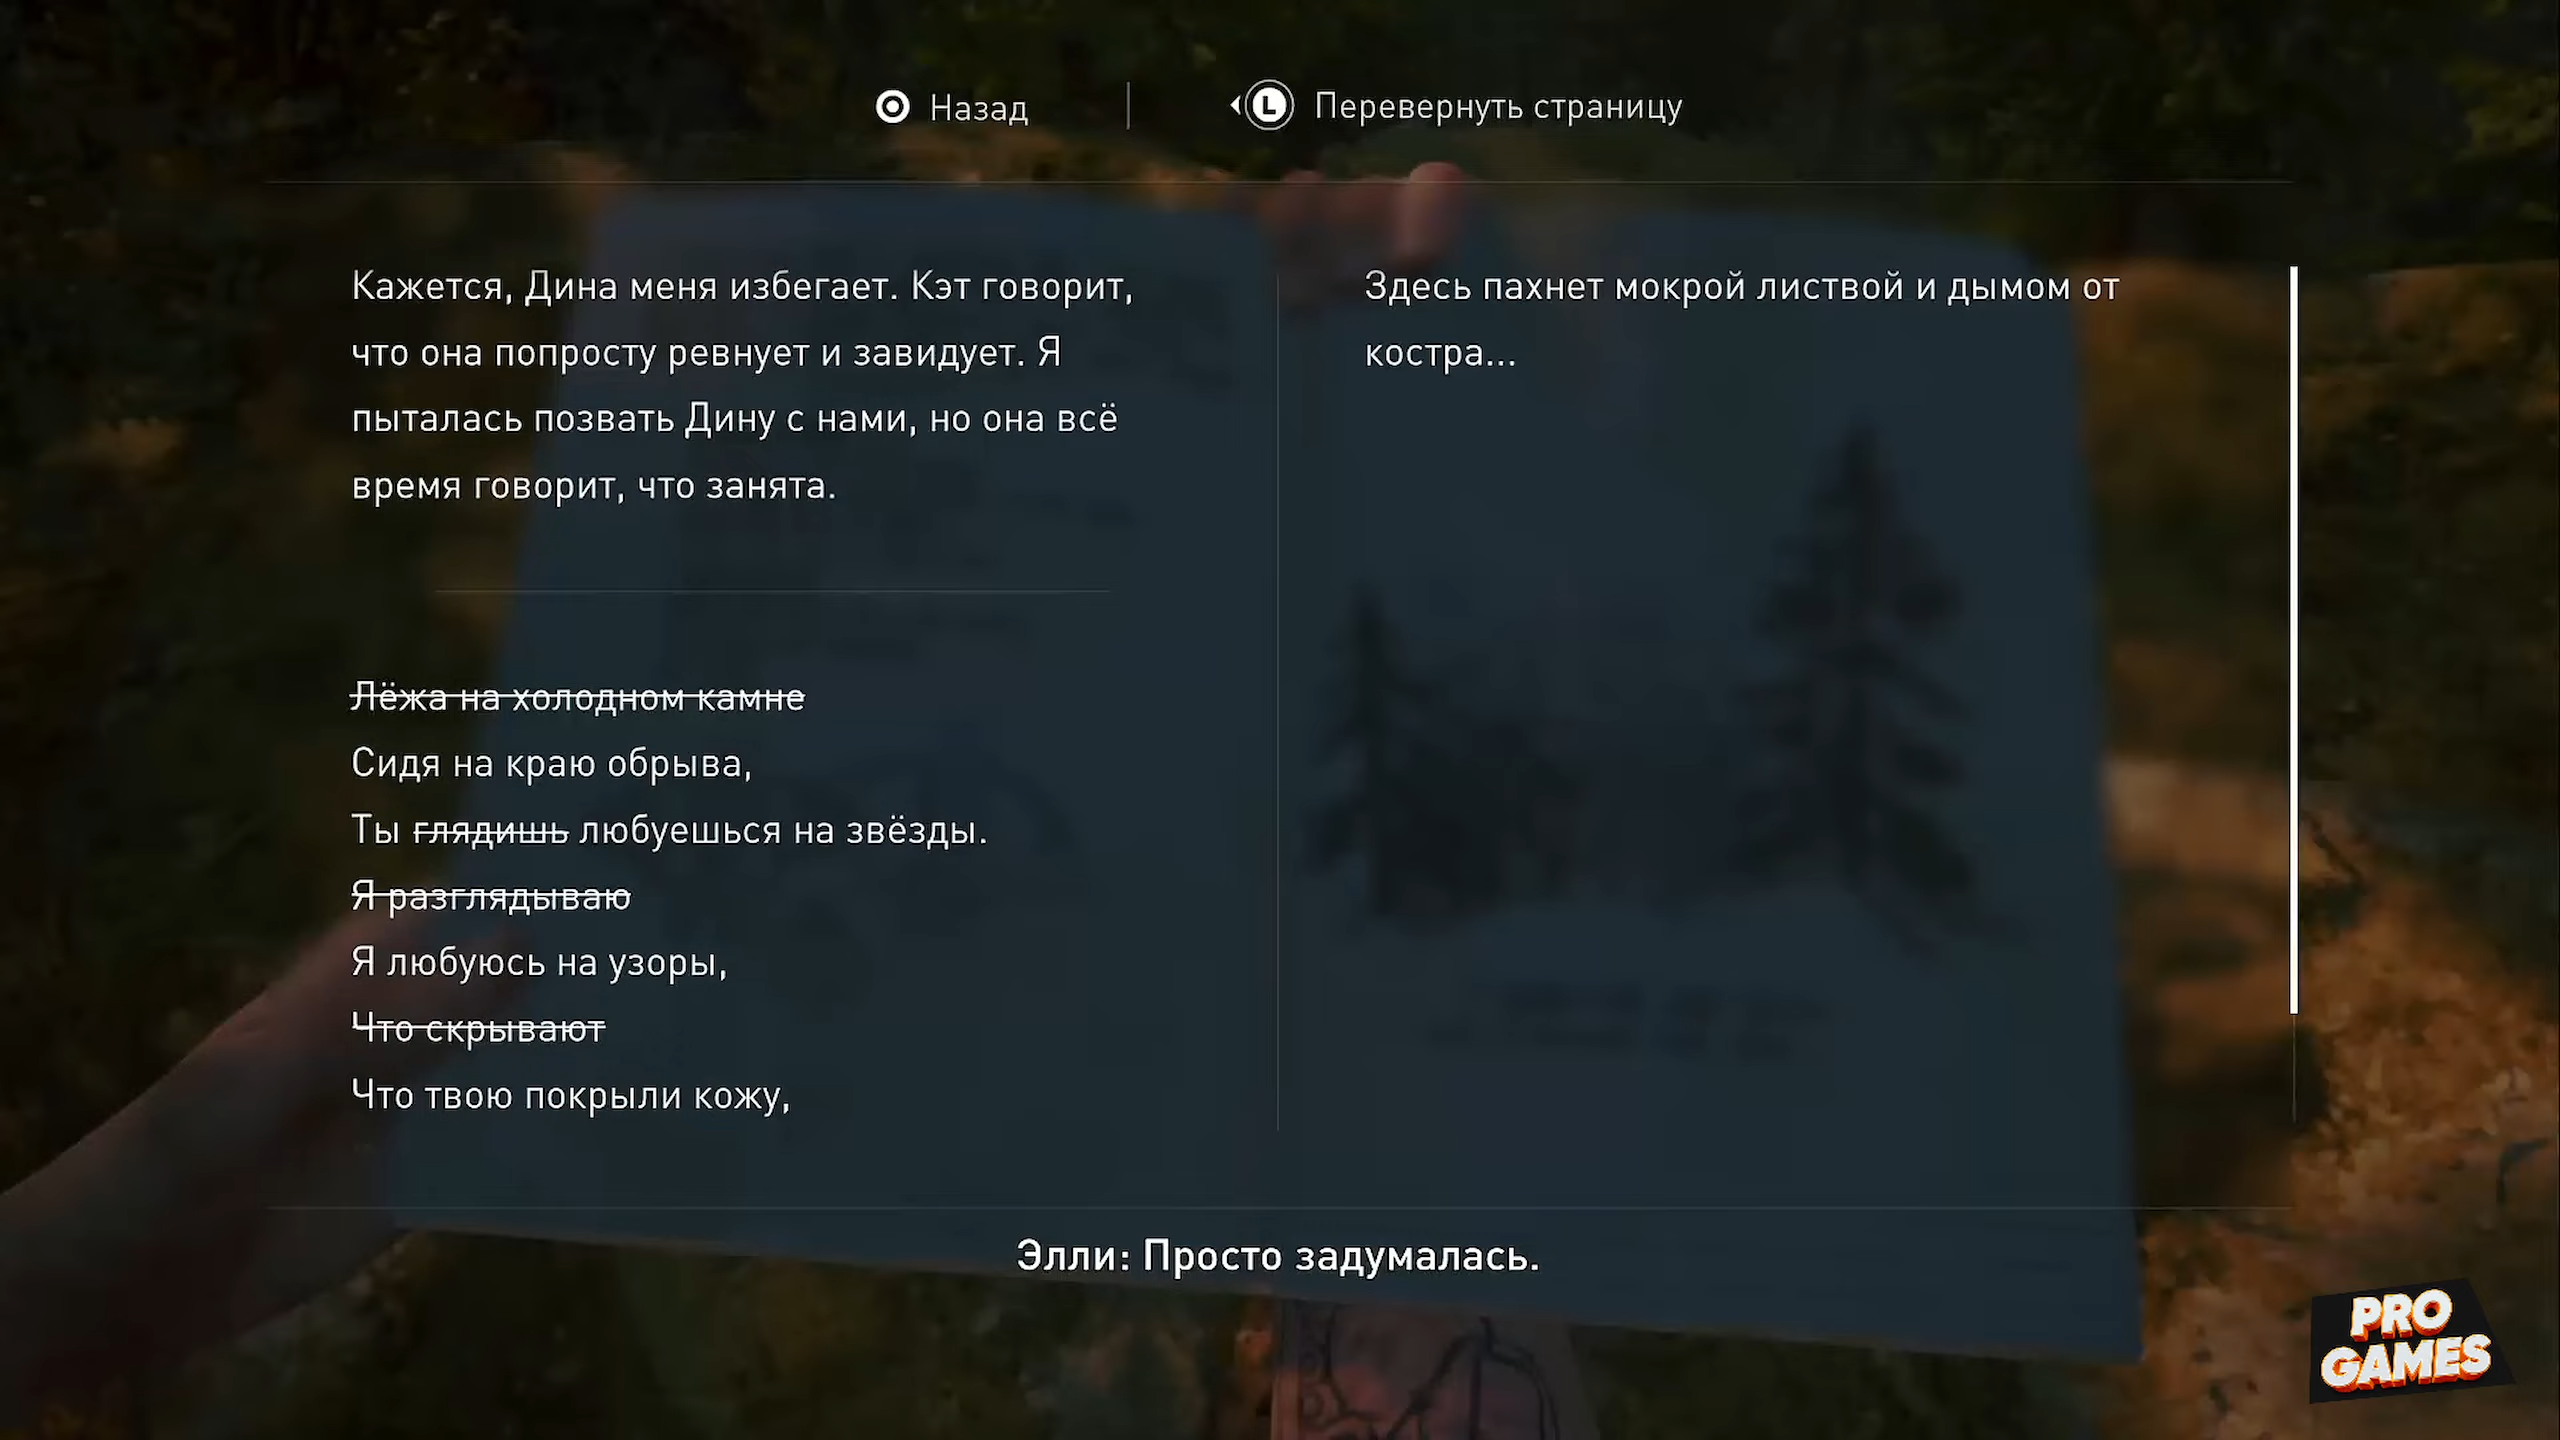 Назад
L Перевернуть страницу
Кажется, Дина меня избегает. Кэт говорит,
что она попросту ревнует и завидует. Я
пыталась позвать Дину с нами, но она всё
время говорит, что занята.
Лёжа на холодном камне
Сидя на краю обрыва,
Ты глядишь любуешься на звёзды.
Я разглядываю
Я любуюсь на узоры,
Что скрывают
Что твою покрыли кожу,
Здесь пахнет мокрой листвой и дымом от
костра...
Элли: Просто задумалась.
PRO
GAMES